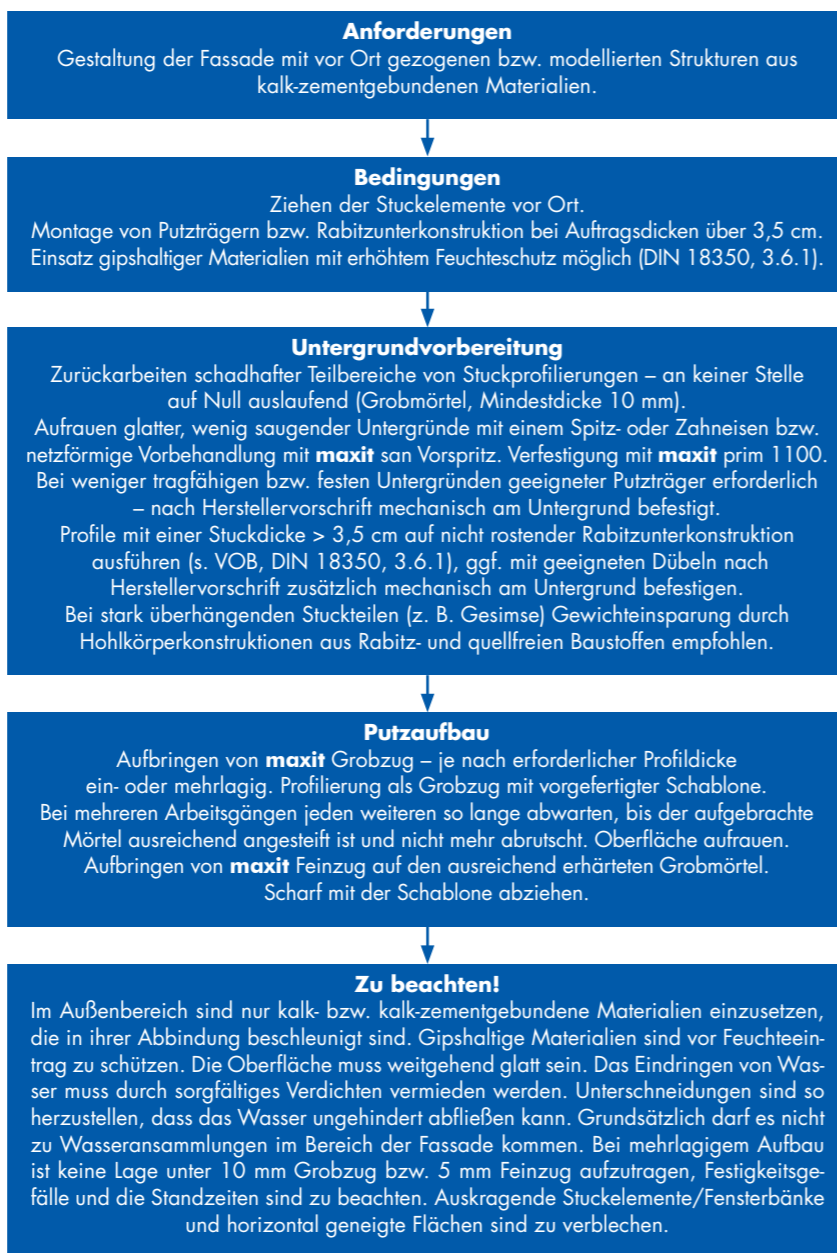 Anforderungen
Gestaltung der Fassade mit vor Ort gezogenen bzw. modellierten Strukturen aus
kalk-zementgebundenen Materialien.
Bedingungen
Ziehen der Stuckelemente vor Ort.
Montage von Putzträgern bzw. Rabitzunterkonstruktion bei Auftragsdicken über 3,5 cm.
Einsatz gipshaltiger Materialien mit erhöhtem Feuchteschutz möglich (DIN 18350, 3.6.1).
Untergrundvorbereitung
Zurückarbeiten schadhafter Teilbereiche von Stuckprofilierungen – an keiner Stelle
auf Null auslaufend (Grobmörtel, Mindestdicke 10 mm).
Aufrauen glatter, wenig saugender Untergründe mit einem Spitz- oder Zahneisen bzw.
netzförmige Vorbehandlung mit maxit san Vorspritz. Verfestigung mit maxit prim 1100.
Bei weniger tragfähigen bzw. festen Untergründen geeigneter Putzträger erforderlich
– nach Herstellervorschrift mechanisch am Untergrund befestigt.
Profile mit einer Stuckdicke > 3,5 cm auf nicht rostender Rabitzunterkonstruktion
ausführen (s. VOB, DIN 18350, 3.6.1), ggf. mit geeigneten Dübeln nach
Herstellervorschrift zusätzlich mechanisch am Untergrund befestigen.
Bei stark überhängenden Stuckteilen (z. B. Gesimse) Gewichteinsparung durch
Hohlkörperkonstruktionen aus Rabitz- und quellfreien Baustoffen empfohlen.
Putzaufbau
Aufbringen von maxit Grobzug – je nach erforderlicher Profildicke
ein- oder mehrlagig. Profilierung als Grobzug mit vorgefertigter Schablone.
Bei mehreren Arbeitsgängen jeden weiteren so lange abwarten, bis der aufgebrachte
Mörtel ausreichend angesteift ist und nicht mehr abrutscht. Oberfläche aufrauen.
Aufbringen von maxit Feinzug auf den ausreichend erhärteten Grobmörtel.
Scharf mit der Schablone abziehen.
Zu beachten!
Im Außenbereich sind nur kalk- bzw. kalk-zementgebundene Materialien einzusetzen,
die in ihrer Abbindung beschleunigt sind. Gipshaltige Materialien sind vor Feuchteein-
trag zu schützen. Die Oberfläche muss weitgehend glatt sein. Das Eindringen von Was-
ser muss durch sorgfältiges Verdichten vermieden werden. Unterschneidungen sind so
herzustellen, dass das Wasser ungehindert abfließen kann. Grundsätzlich darf es nicht
zu Wasseransammlungen im Bereich der Fassade kommen. Bei mehrlagigem Aufbau
ist keine Lage unter 10 mm Grobzug bzw. 5 mm Feinzug aufzutragen, Festigkeitsge-
fälle und die Standzeiten sind zu beachten. Auskragende Stuckelemente/Fensterbänke
und horizontal geneigte Flächen sind zu verblechen.